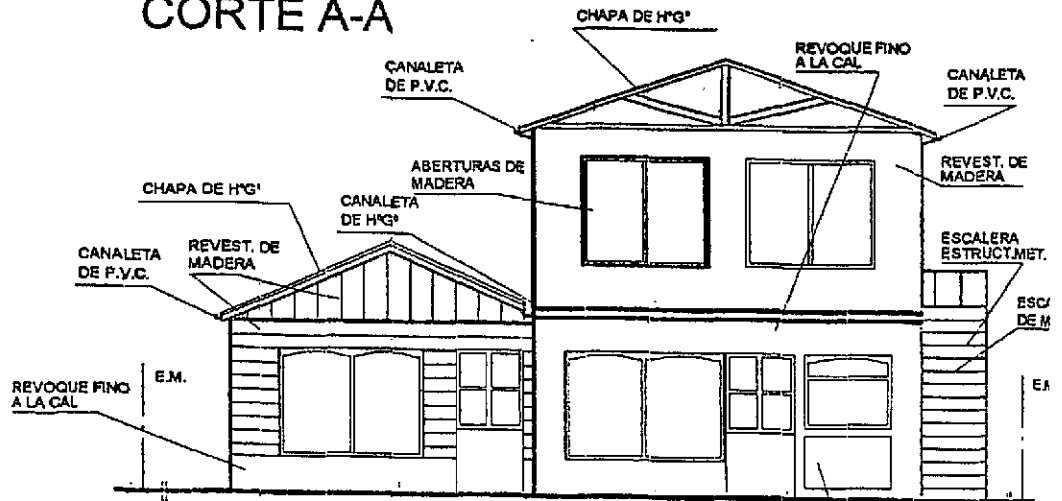 CORTE A-A
CHAPA DE H°G°
REVOQUE FINO
A LA CAL
CANALETA
DE P.V.C.
CANALETA
DE P.V.C.
ABERTURAS DE
MADERA
REVEST. DE
MADERA
CHAPA DE H°G°
CANALETA
DE H°G°
CANALETA
DE P.V.C.
REVEST. DE
MADERA
ESCALERA
ESTRUCT.MET.
DE M
REVOQUE FINO
A LA CAL
E.M.